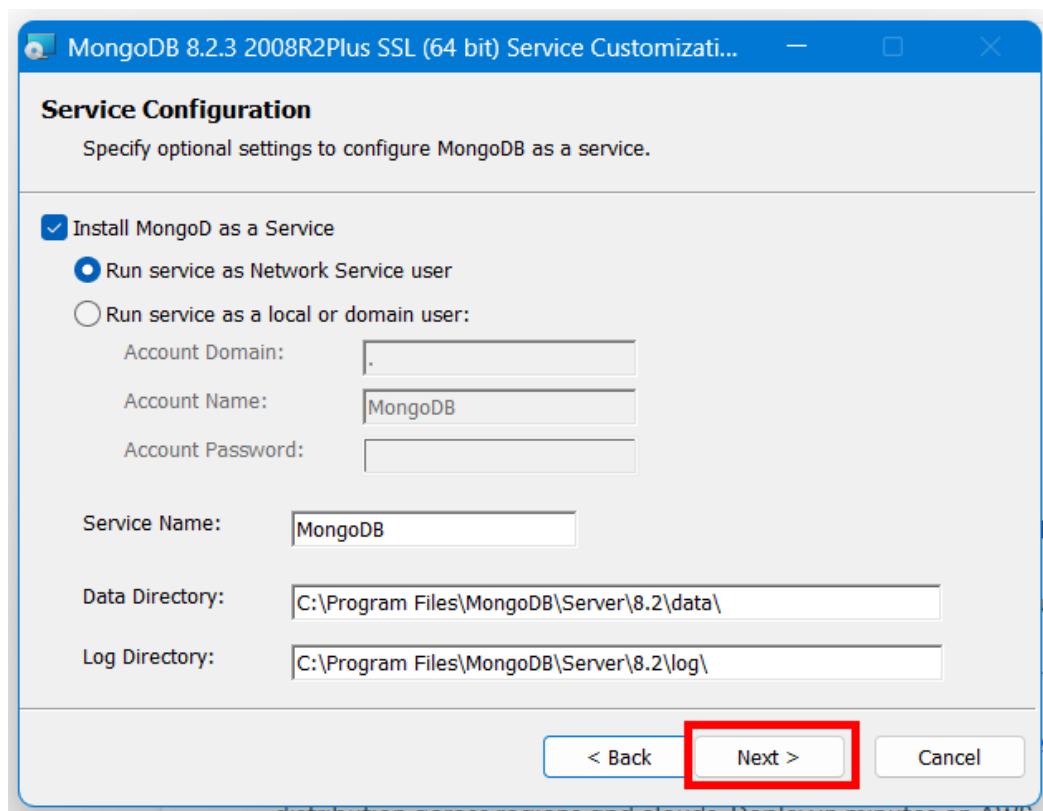 MongoDB 8.2.3 2008R2Plus SSL (64 bit) Service Customizati...
Service Configuration
Specify optional settings to configure MongoDB as a service.
Install MongoD as a Service
Run service as Network Service user
Run service as a local or domain user:
Account Domain:
.
Account Name:
MongoDB
Account Password:
Service Name:
MongoDB
Data Directory:
C:\Program Files\MongoDB\Server\8.2\data\
Log Directory:
C:\Program Files\MongoDB\Server\8.2\log\
< Back
Next >
Cancel